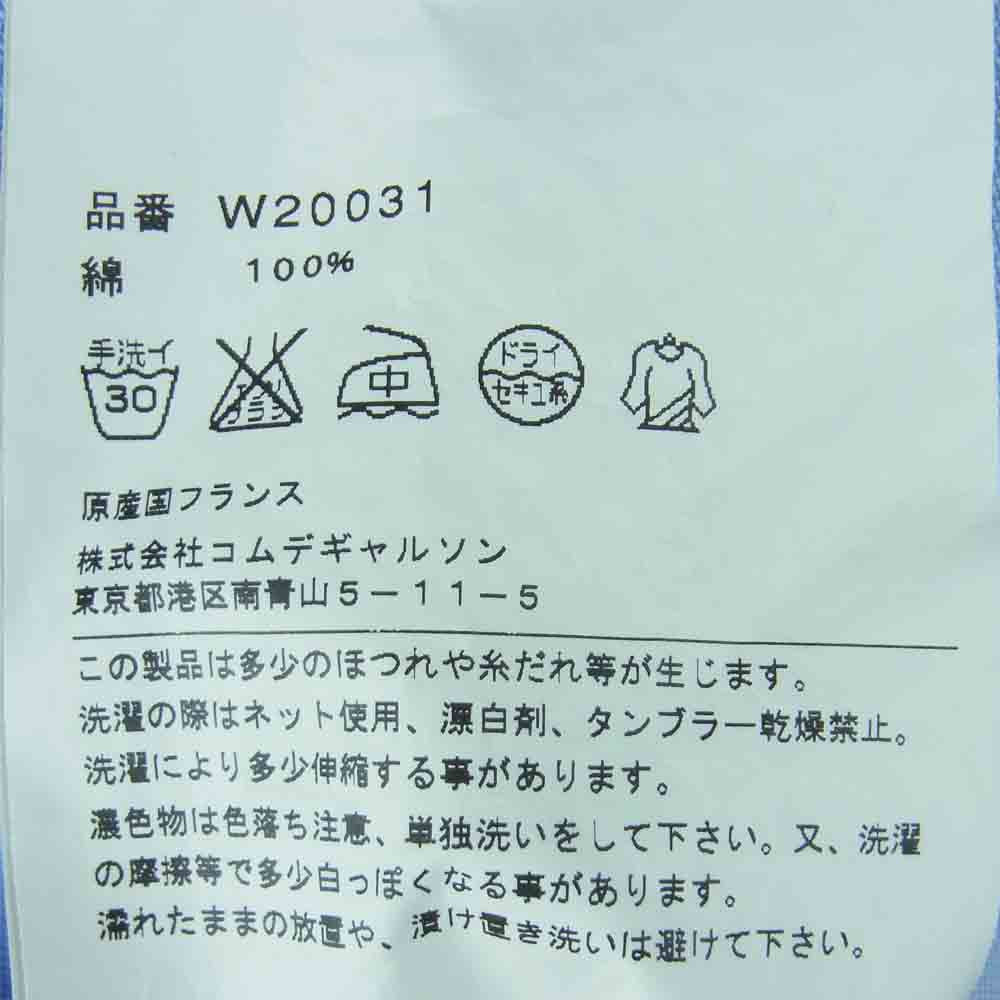 品番 W20031
綿 100%
手洗イ
30
エンソ
サラシ
中
ドライ
セキユ系
原産国フランス
株式会社コムデギャルソン
東京都港区南青山5-11-5
この製品は多少のほつれや糸だれ等が生じます。
洗濯の際はネット使用、漂白剤、タンブラー乾燥禁止。
洗濯により多少伸縮する事があります。
濃色物は色落ち注意、単独洗いをして下さい。又、洗濯
の摩擦等で多少白っぽくなる事があります。
濡れたままの放置や、漬け置き洗いは避けて下さい。